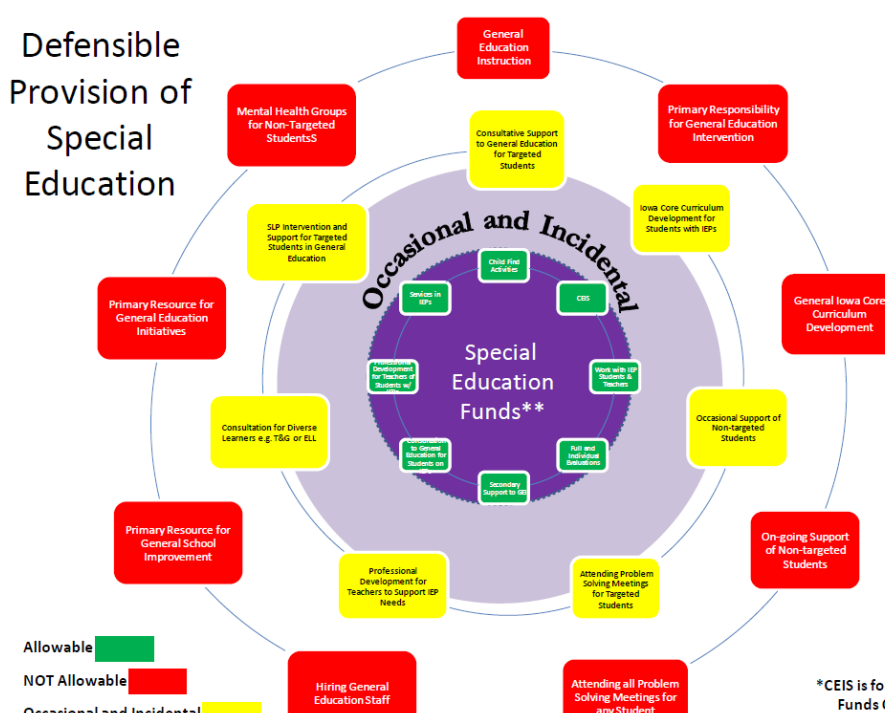 Defensible
Provision of
Special
Education
General
Education
Instruction
Mental Health Groups
for Non-Targeted
StudentsS
Primary Responsibility
for General Education
Intervention
Consultative Support
to General Education
for Targeted
Students
SLP Intervention and
Support for Targeted
Students in General
Education
Iowa Core Curriculum
Development for
Students with IEPs
Occasional and Incidental
Child Find
Activities
Services in
IEPs
CEIS
Primary Resource for
General Education
Initiatives
General Iowa Core
Curriculum
Development
Special
Education
Funds**
Professional
Development
for Teachers of
Students w/
Work with IEP
Students &
Teachers
Consultation for Diverse
Learners e.g. T&G or ELL
Occasional Support of
Non-targeted
Students
to General
Education for
Students on
Full and
Individual
Evaluations
Secondary
Support to GEI
Primary Resource for
General School
Improvement
On-going Support
of Non-targeted
Students
Professional
Development for
Teachers to Support IEP
Needs
Attending Problem
Solving Meetings
for Targeted
Students
Allowable
NOT Allowable
Occasional and Incidental
Hiring General
Education Staff
Attending all Problem
Solving Meetings for
any Student
*CEIS is fo
Funds